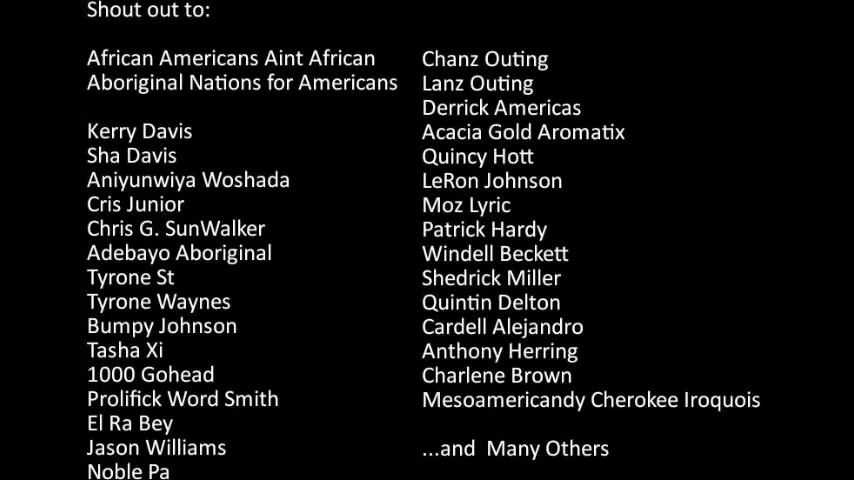 Shout out to:
African Americans Aint African
Aboriginal Nations for Americans
Kerry Davis
Sha Davis
Aniyunwiya Woshada
Cris Junior
Chris G. SunWalker
Adebayo Aboriginal
Tyrone St
Tyrone Waynes
Bumpy Johnson
Tasha Xi
1000 Gohead
Prolifick Word Smith
El Ra Bey
Jason Williams
Noble Pa
Chanz Outing
Lanz Outing
Derrick Americas
Acacia Gold Aromatix
Quincy Hott
LeRon Johnson
Moz Lyric
Patrick Hardy
Windell Beckett
Shedrick Miller
Quintin Delton
Cardell Alejandro
Anthony Herring
Charlene Brown
Mesoamericandy Cherokee Iroquois
...and Many Others